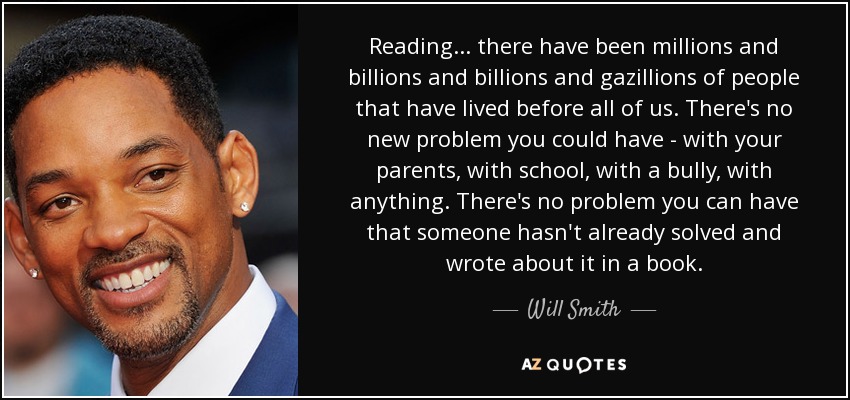 Reading... there have been millions and
billions and billions and gazillions of people
that have lived before all of us. There's no
new problem you could have - with your
parents, with school, with a bully, with
anything. There's no problem you can have
that someone hasn't already solved and
wrote about it in a book.
Will Smith
AZ QUOTES